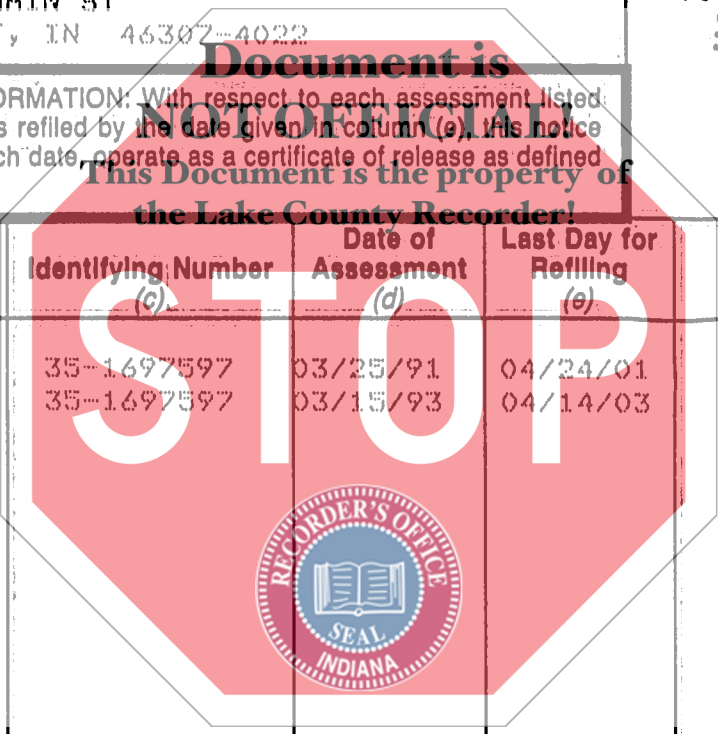 MAIN ST
, IN 46307-4022
Document is
ORMATION: With respect to each assessment listed
NOT OFFICIAL!
s refiled by the date given in column (e), this notice
ch date, operate as a certificate of release as defined
This Document is the property of
the Lake County Recorder!
Identifying Number
(c)
Date of
Assessment
(d)
Last Day for
Refiling
(e)
STOP
35-1697597 03/25/91 04/24/01
35-1697597 03/15/93 04/14/03
RECORDER'S OFFICE
SEAL
INDIANA